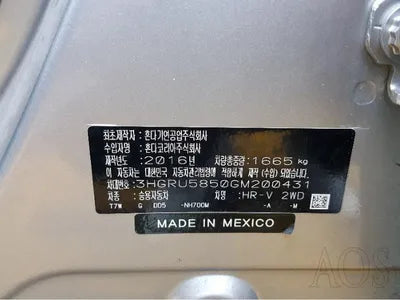 최초제작자 : 혼다기연공업주식회사
수입자명 : 혼다코리아주식회사
제작년도 : 2016년 차량총중량 : 1665 kg
이 자동차는 대한민국 자동차관리법령에 적합하게 제작 (수입) 되었습니다
차대번호 : 3HGRU5850GM200431
차종 : 승용자동차 차명 : HR-V 2WD
T7W G DD5 -NH700M -A -M
MADE IN MEXICO
AOS